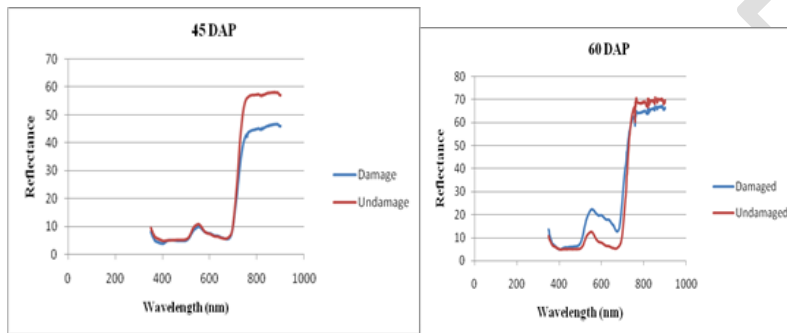 45 DAP
70
60
50
40
30
20
10
0
0 200 400 600 800 1000
Reflectance
Wavelength (nm)
Damage
Undamage
60 DAP
80
70
60
50
40
30
20
10
0
0 200 400 600 800 1000
Reflectance
Wavelength (nm)
Damaged
Undamaged